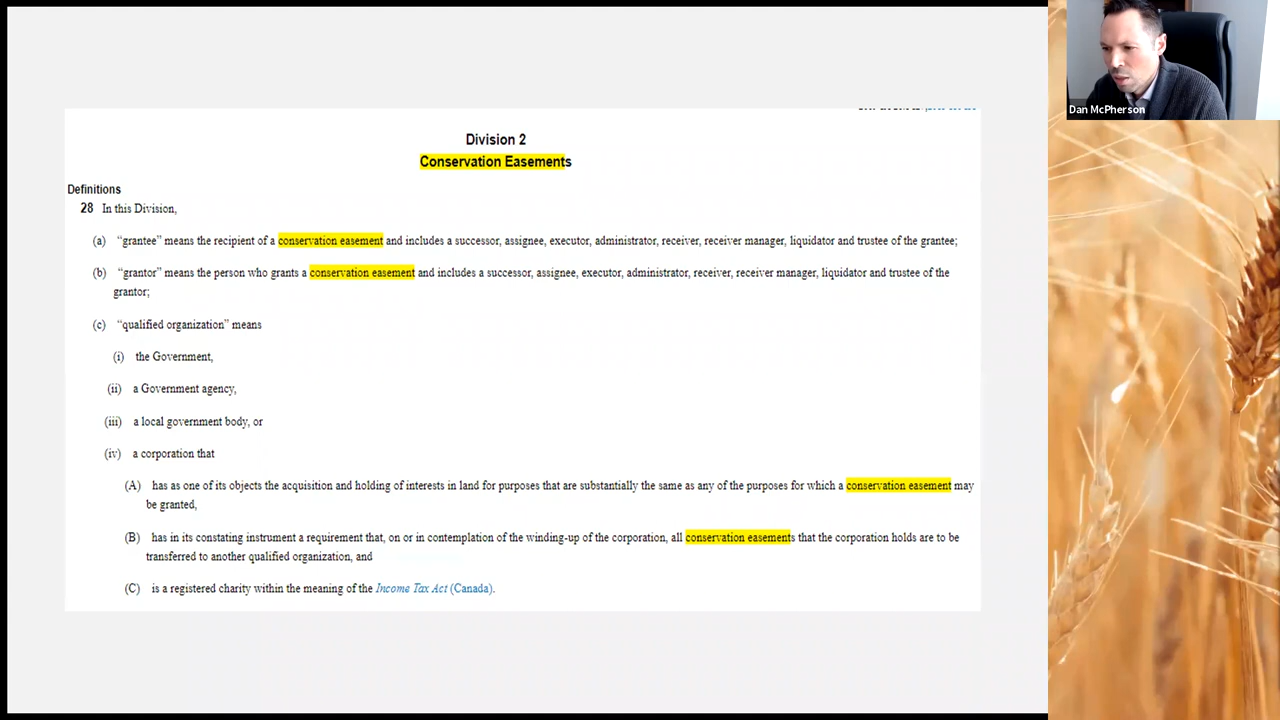 Division 2
Conservation Easements
Definitions
28 In this Division,
(a) “grantee” means the recipient of a conservation easement and includes a successor, assignee, executor, administrator, receiver, receiver manager, liquidator and trustee of the grantee;
(b) “grantor” means the person who grants a conservation easement and includes a successor, assignee, executor, administrator, receiver, receiver manager, liquidator and trustee of the
grantor;
(c) “qualified organization” means
(i) the Government,
(ii) a Government agency,
(iii) a local government body, or
(iv) a corporation that
(A) has as one of its objects the acquisition and holding of interests in land for purposes that are substantially the same as any of the purposes for which a conservation easement may
be granted,
(B) has in its constating instrument a requirement that, on or in contemplation of the winding-up of the corporation, all conservation easements that the corporation holds are to be
transferred to another qualified organization, and
(C) is a registered charity within the meaning of the Income Tax Act (Canada).
Dan McPherson